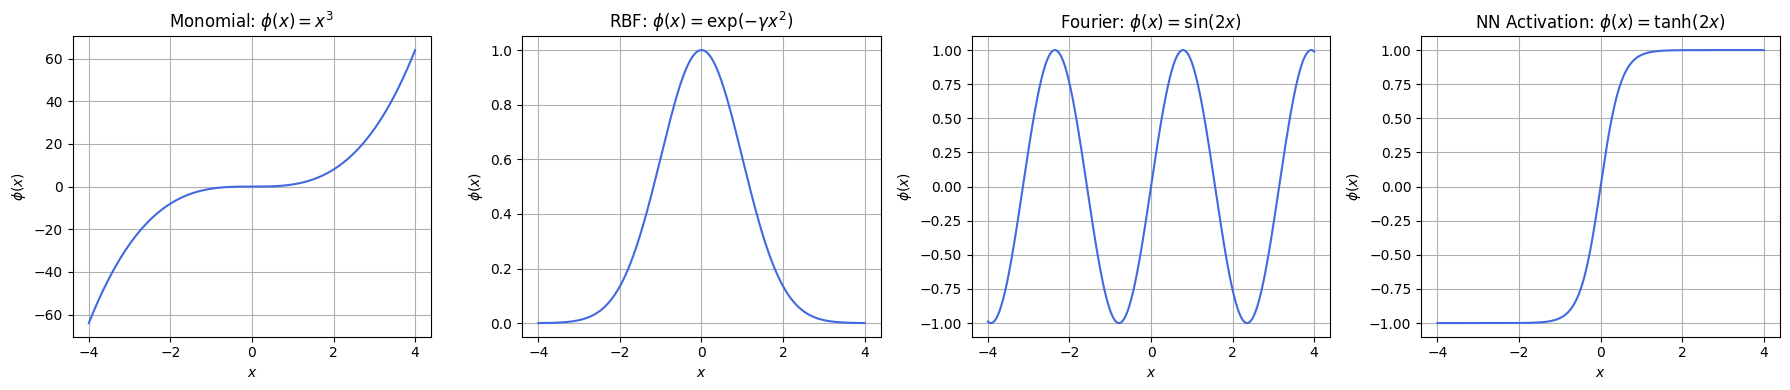 Monomial: ϕ(x) = x³
60
40
20
0
−20
−40
−60
ϕ(x)
−4 −2 0 2 4
x
RBF: ϕ(x) = exp(−γx²)
1.0
0.8
0.6
0.4
0.2
0.0
ϕ(x)
−4 −2 0 2 4
x
Fourier: ϕ(x) = sin(2x)
1.00
0.75
0.50
0.25
0.00
−0.25
−0.50
−0.75
−1.00
ϕ(x)
−4 −2 0 2 4
x
NN Activation: ϕ(x) = tanh(2x)
1.00
0.75
0.50
0.25
0.00
−0.25
−0.50
−0.75
−1.00
ϕ(x)
−4 −2 0 2 4
x